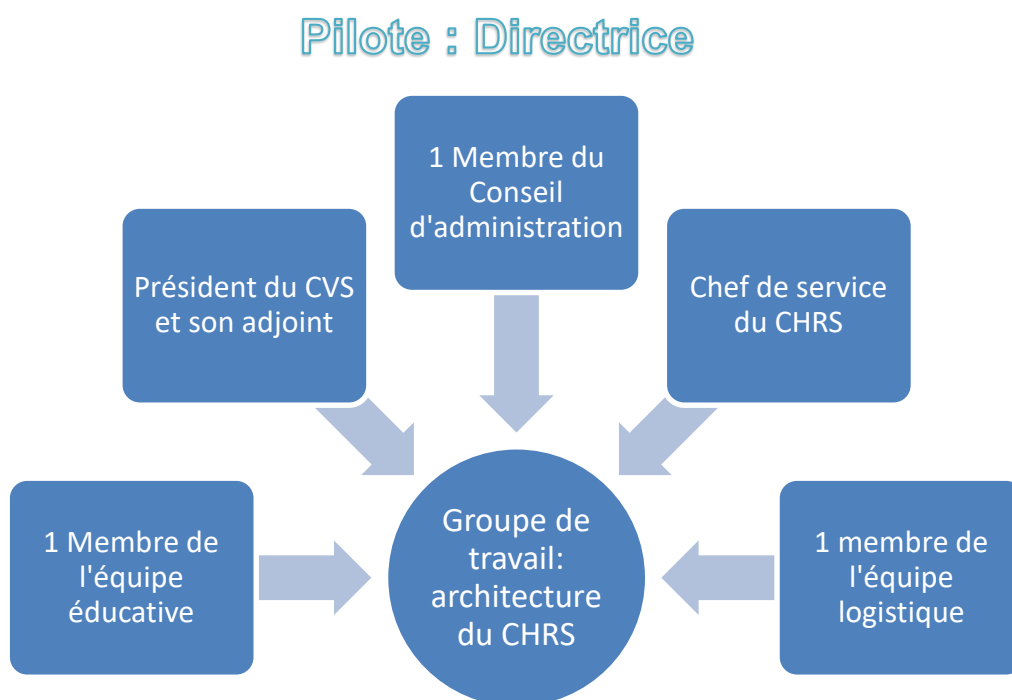 Pilote : Directrice
1 Membre du
Conseil
d'administration
Président du CVS
et son adjoint
Chef de service
du CHRS
1 Membre de
l'équipe
éducative
Groupe de
travail:
architecture
du CHRS
1 membre de
l'équipe
logistique